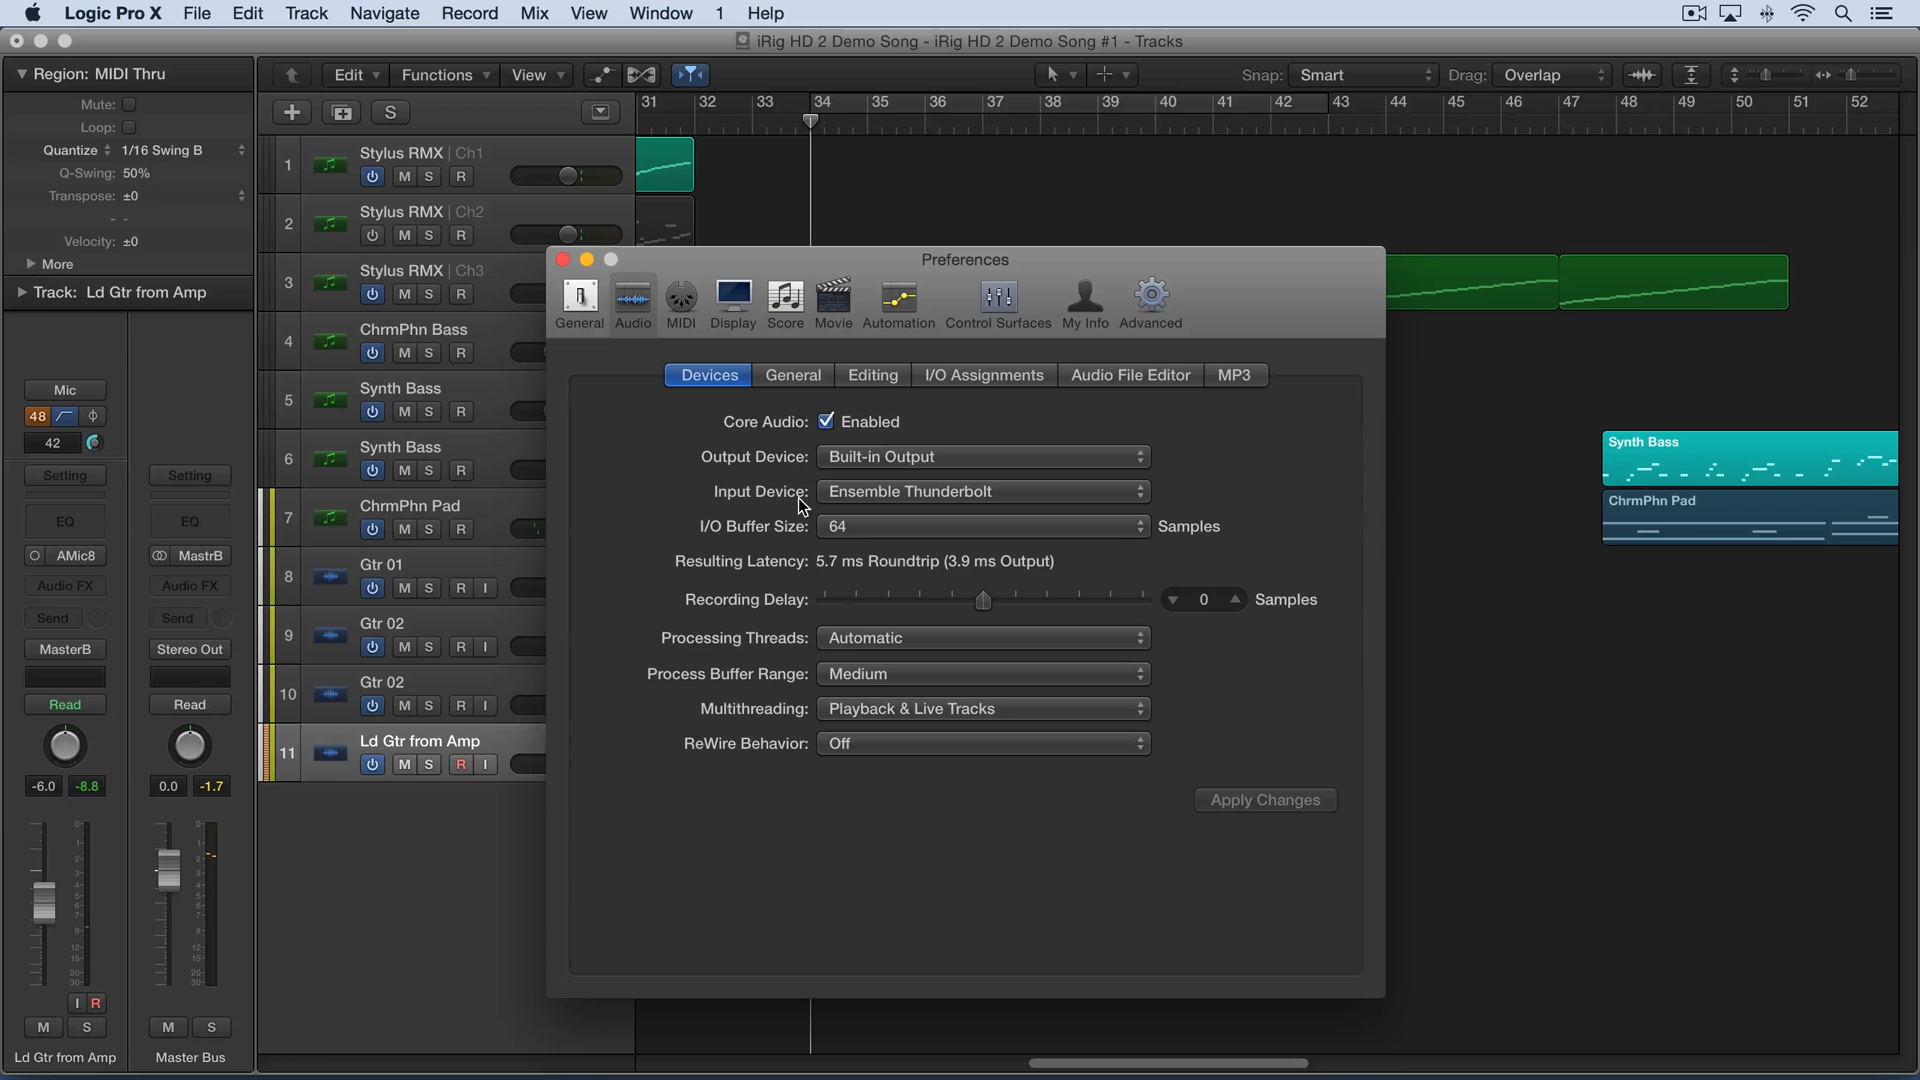 Logic Pro X File Edit Track Navigate Record Mix View Window 1 Help
iRig HD 2 Demo Song - iRig HD 2 Demo Song #1 - Tracks
Region: MIDI Thru
Mute:
Loop:
Quantize 1/16 Swing B
Q-Swing: 50%
Transpose: ±0
- -
Velocity: ±0
More
Track: Ld Gtr from Amp
Mic
48
42
Setting Setting
EQ EQ
AMic8 MastrB
Audio FX Audio FX
Send Send
MasterB Stereo Out
Read Read
-6.0 -8.8 0.0 -1.7
I R
M S M S
Ld Gtr from Amp Master Bus
Edit Functions View Snap: Smart Drag: Overlap
S
31 32 33 34 35 36 37 38 39 40 41 42 43 44 45 46 47 48 49 50 51 52
1 Stylus RMX | Ch1
M S R
2 Stylus RMX | Ch2
M S R
3 Stylus RMX | Ch3
M S R
4 ChrmPhn Bass
M S R
5 Synth Bass
M S R
6 Synth Bass
M S R
7 ChrmPhn Pad
M S R
8 Gtr 01
M S R I
9 Gtr 02
M S R I
10 Gtr 02
M S R I
11 Ld Gtr from Amp
M S R I
Synth Bass
ChrmPhn Pad
Preferences
General Audio MIDI Display Score Movie Automation Control Surfaces My Info Advanced
Devices General Editing I/O Assignments Audio File Editor MP3
Core Audio: Enabled
Output Device: Built-in Output
Input Device: Ensemble Thunderbolt
I/O Buffer Size: 64 Samples
Resulting Latency: 5.7 ms Roundtrip (3.9 ms Output)
Recording Delay: 0 Samples
Processing Threads: Automatic
Process Buffer Range: Medium
Multithreading: Playback & Live Tracks
ReWire Behavior: Off
Apply Changes